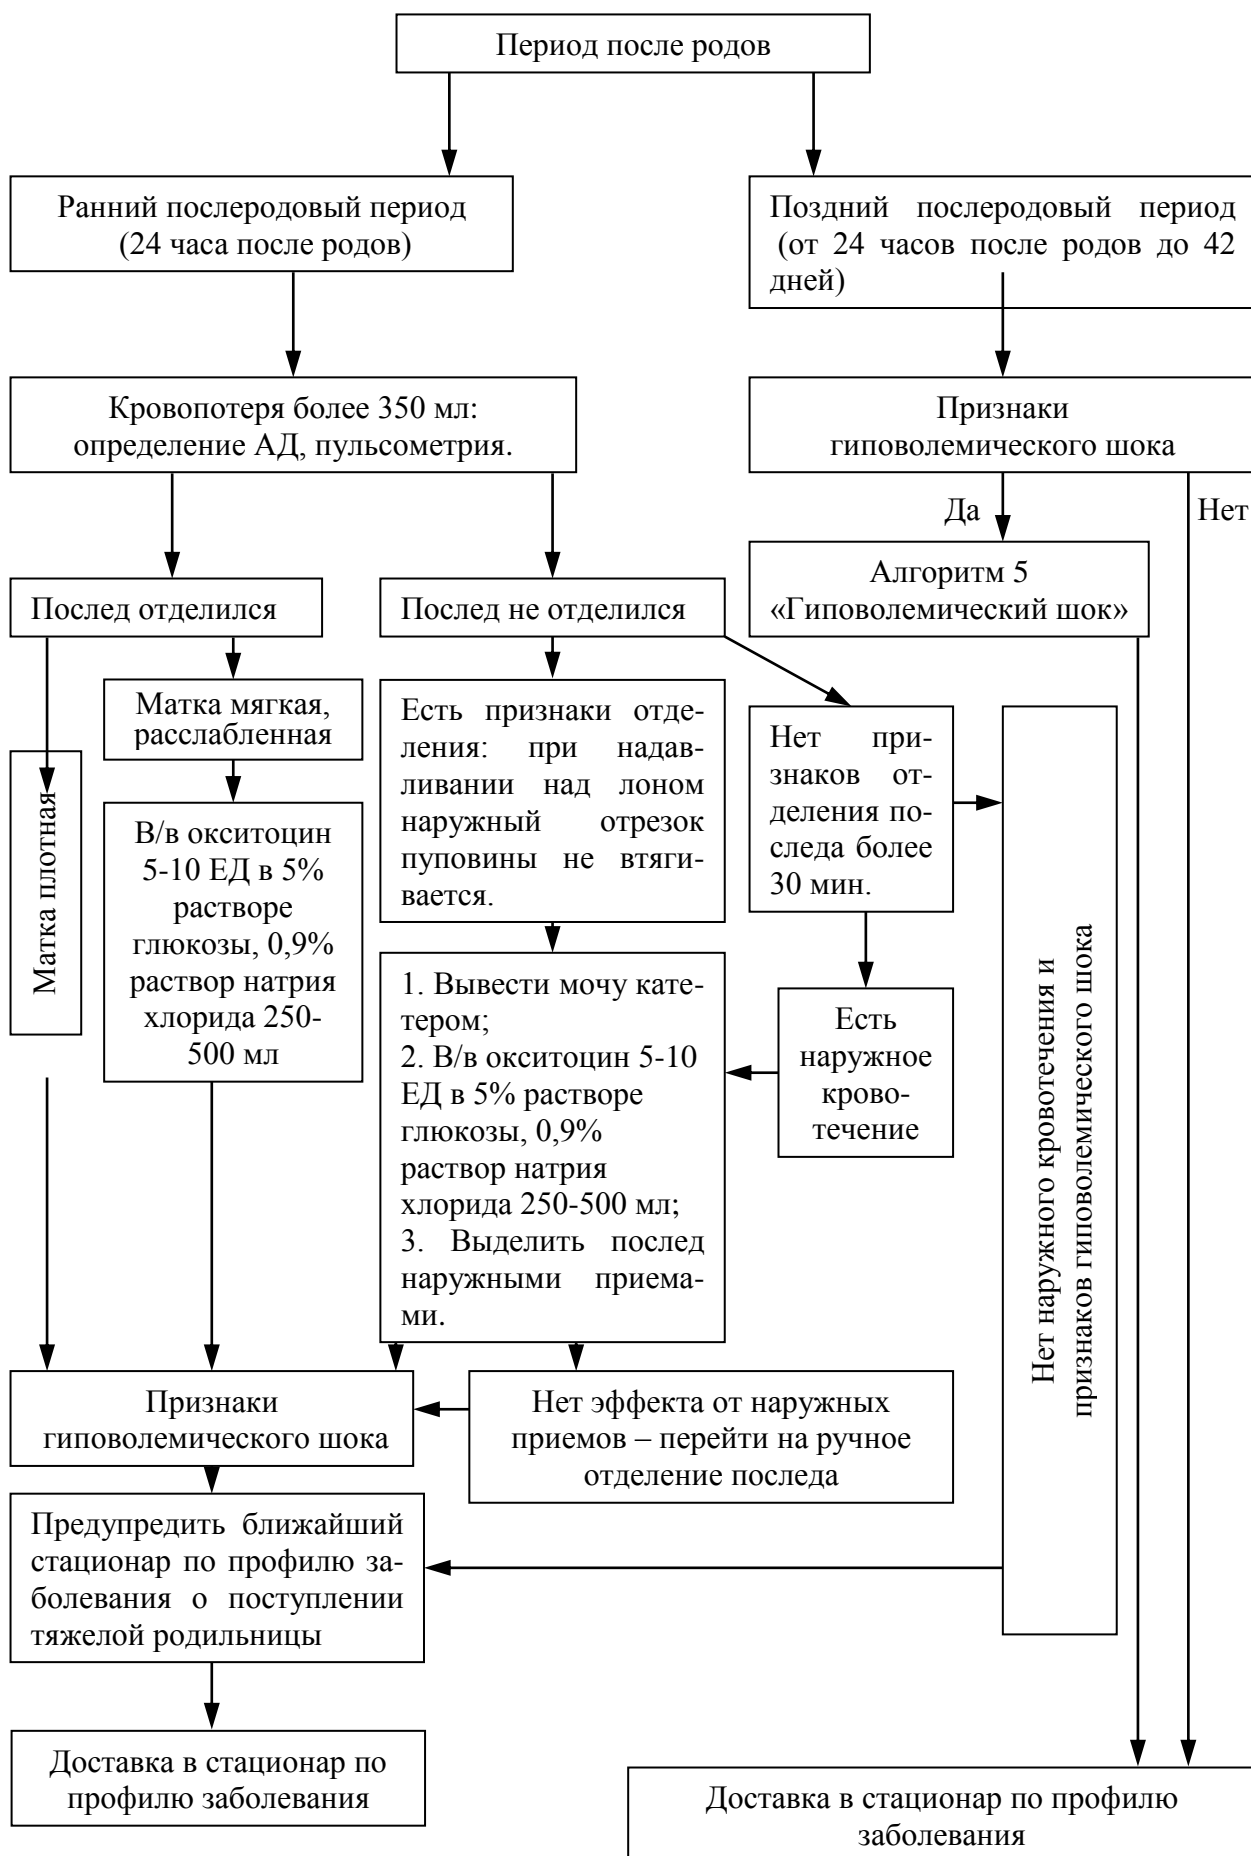 Период после родов
Ранний послеродовый период
(24 часа после родов)
Поздний послеродовый период
(от 24 часов после родов до 42
дней)
Кровопотеря более 350 мл:
определение АД, пульсометрия.
Признаки
гиповолемического шока
Да
Нет
Алгоритм 5
«Гиповолемический шок»
Послед отделился
Послед не отделился
Матка плотная
Матка мягкая,
расслабленная
В/в окситоцин
5-10 ЕД в 5%
растворе
глюкозы, 0,9%
раствор натрия
хлорида 250-
500 мл
Есть признаки отде-
ления: при надав-
ливании над лоном
наружный отрезок
пуповины не втяги-
вается.
Нет при-
знаков от-
деления по-
следа более
30 мин.
Нет наружного кровотечения и
признаков гиповолемического шока
1. Вывести мочу кате-
тером;
2. В/в окситоцин 5-10
ЕД в 5% растворе
глюкозы, 0,9%
раствор натрия
хлорида 250-500 мл;
3. Выделить послед
наружными приема-
ми.
Есть
наружное
крово-
течение
Признаки
гиповолемического шока
Нет эффекта от наружных
приемов – перейти на ручное
отделение последа
Предупредить ближайший
стационар по профилю за-
болевания о поступлении
тяжелой родильницы
Доставка в стационар по
профилю заболевания
Доставка в стационар по профилю
заболевания